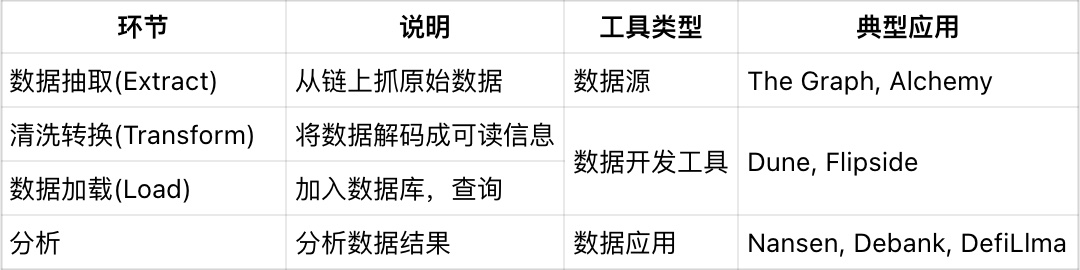 环节 说明 工具类型 典型应用
数据抽取(Extract) 从链上抓原始数据 数据源 The Graph, Alchemy
清洗转换(Transform) 将数据解码成可读信息
数据开发工具 Dune, Flipside
数据加载(Load) 加入数据库，查询
分析 分析数据结果 数据应用 Nansen, Debank, DefiLlma